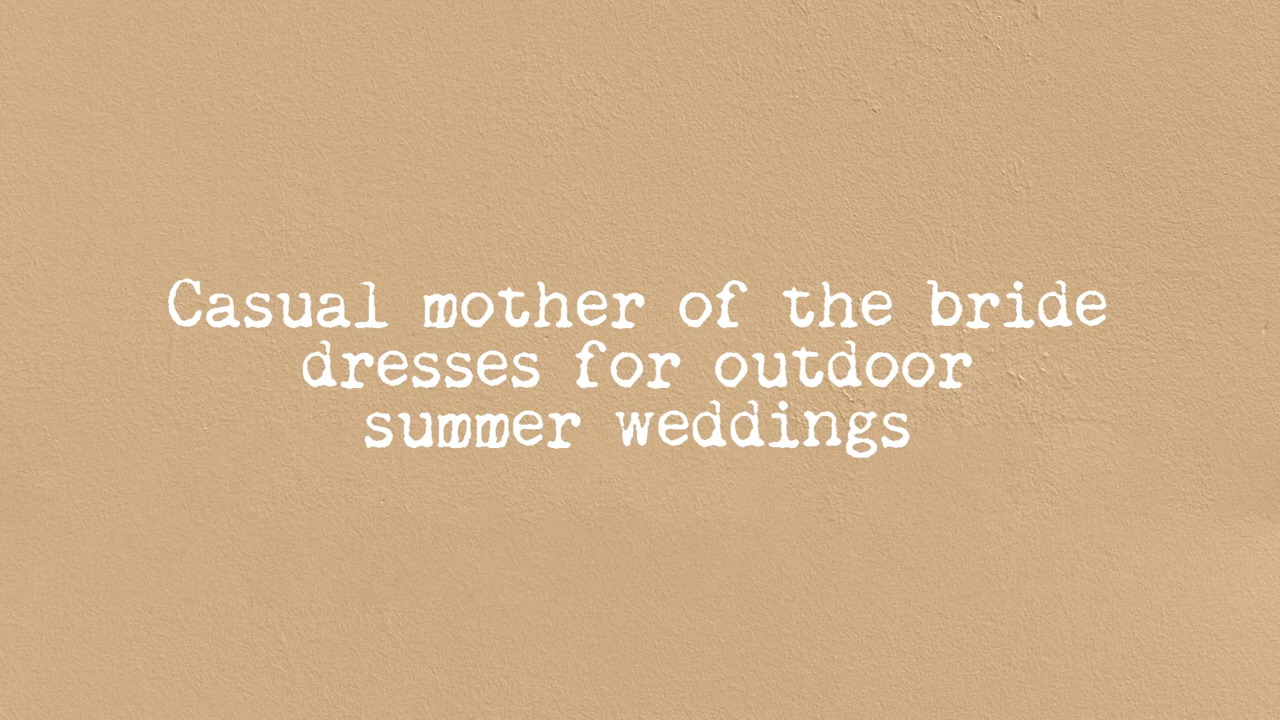 Casual mother of the bride
dresses for outdoor
summer weddings